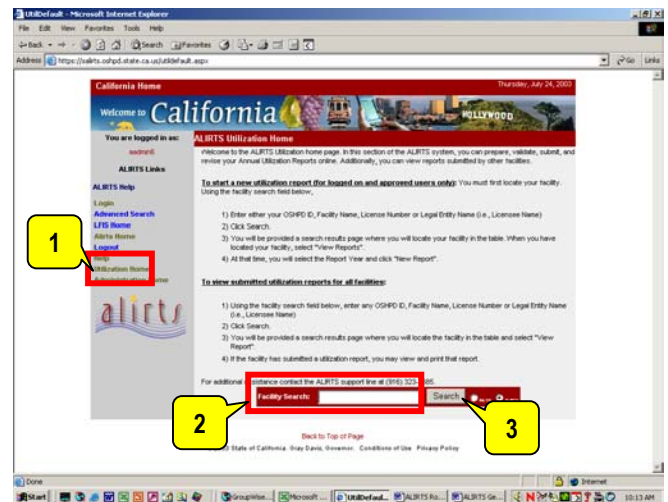 UtilDefault - Microsoft Internet Explorer
File Edit View Favorites Tools Help
Back Search Favorites
Address https://salirts.oshpd.state.ca.us/utildefault.aspx Go Links
California Home Thursday, July 24, 2003
Welcome to California HOLLYWOOD
You are logged in as:
ALIRTS Links
ALIRTS Help
Login
Advanced Search
LFIS Home
Alirts Home
Logout
Help
Utilization Home
Home
alirts
ALIRTS Utilization Home
Welcome to the ALIRTS Utilization home page. In this section of the ALIRTS system, you can prepare, validate, submit, and
revise your Annual Utilization Reports online. Additionally, you can view reports submitted by other facilities.
To start a new utilization report (for logged on and approved users only): You must first locate your facility.
Using the facility search field below,
1) Enter either your OSHPD ID, Facility Name, License Number or Legal Entity Name (i.e., Licensee Name)
2) Click Search.
3) You will be provided a search results page where you will locate your facility in the table. When you have
located your facility, select "View Reports".
4) At that time, you will select the Report Year and click "New Report".
To view submitted utilization reports for all facilities:
1) Using the facility search field below, enter any OSHPD ID, Facility Name, License Number or Legal Entity Name
(i.e., Licensee Name)
2) Click Search.
3) You will be provided a search results page where you will locate the facility in the table and select "View
Report".
4) If the facility has submitted a utilization report, you may view and print that report.
For additional assistance contact the ALIRTS support line at (916)
Facility Search: Search
Back to Top of Page
State of California. Gray Davis, Governor. Conditions of Use Privacy Policy
1
2
3
Done Internet
Start GroupWise... Microsoft ... UtilDefaul... ALIRTS Ro... ALIRTS Ge... 10:13 AM